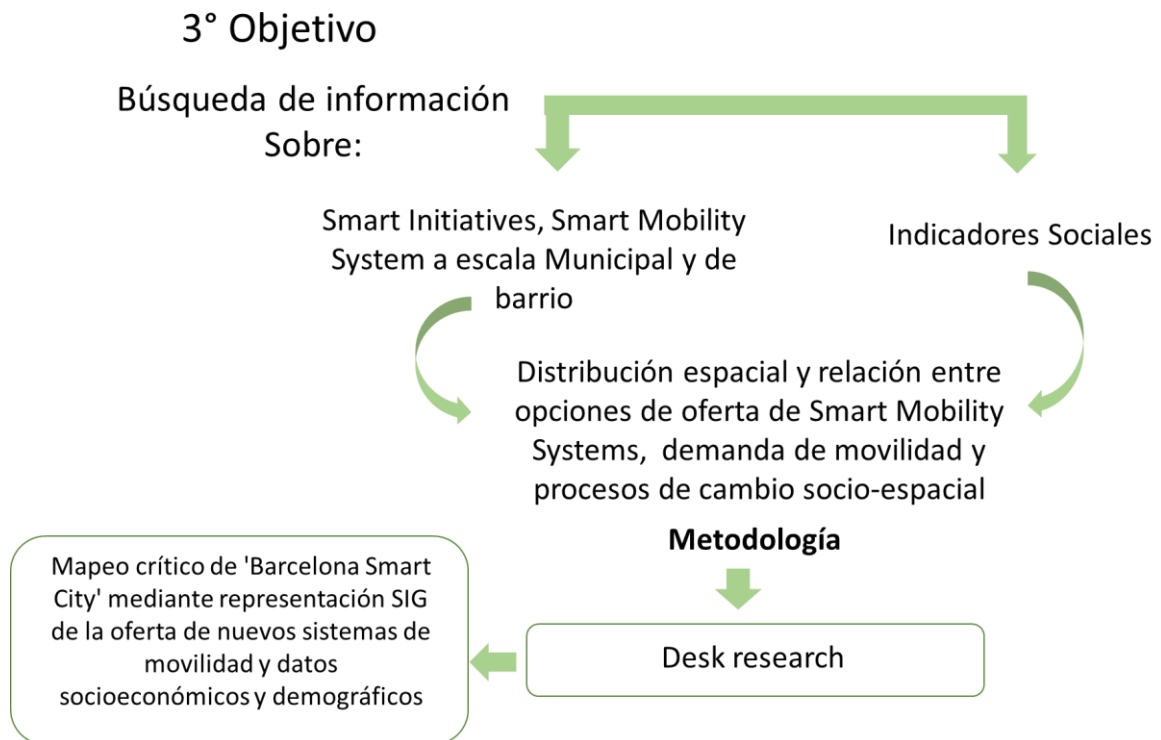 3° Objetivo
Búsqueda de información
Sobre:
Smart Initiatives, Smart Mobility
System a escala Municipal y de
barrio
Indicadores Sociales
Distribución espacial y relación entre
opciones de oferta de Smart Mobility
Systems, demanda de movilidad y
procesos de cambio socio-espacial
Metodología
Desk research
Mapeo crítico de 'Barcelona Smart
City' mediante representación SIG
de la oferta de nuevos sistemas de
movilidad y datos
socioeconómicos y demográficos